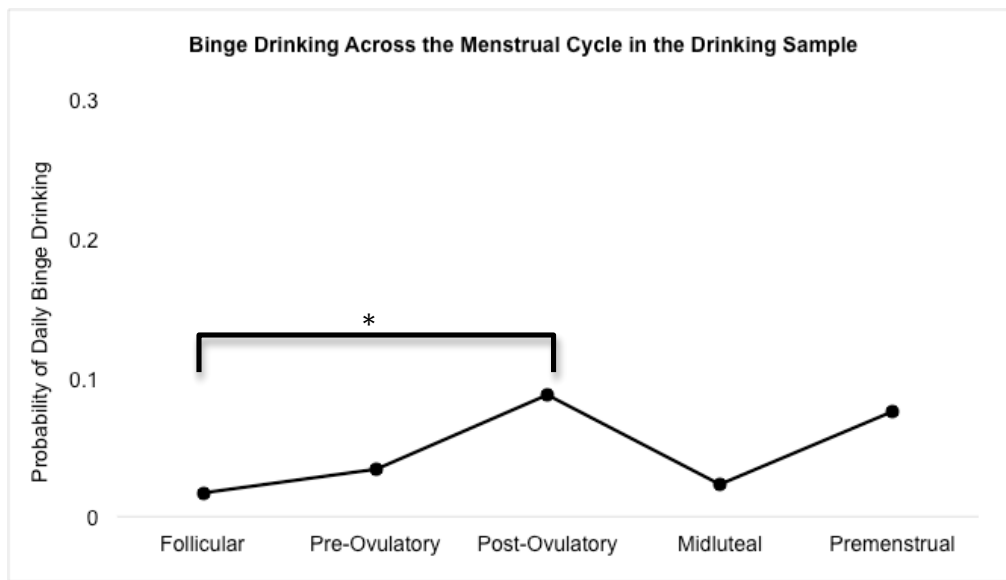 Binge Drinking Across the Menstrual Cycle in the Drinking Sample
Probability of Daily Binge Drinking
0.3
0.2
0.1
0
*
Follicular Pre-Ovulatory Post-Ovulatory Midluteal Premenstrual